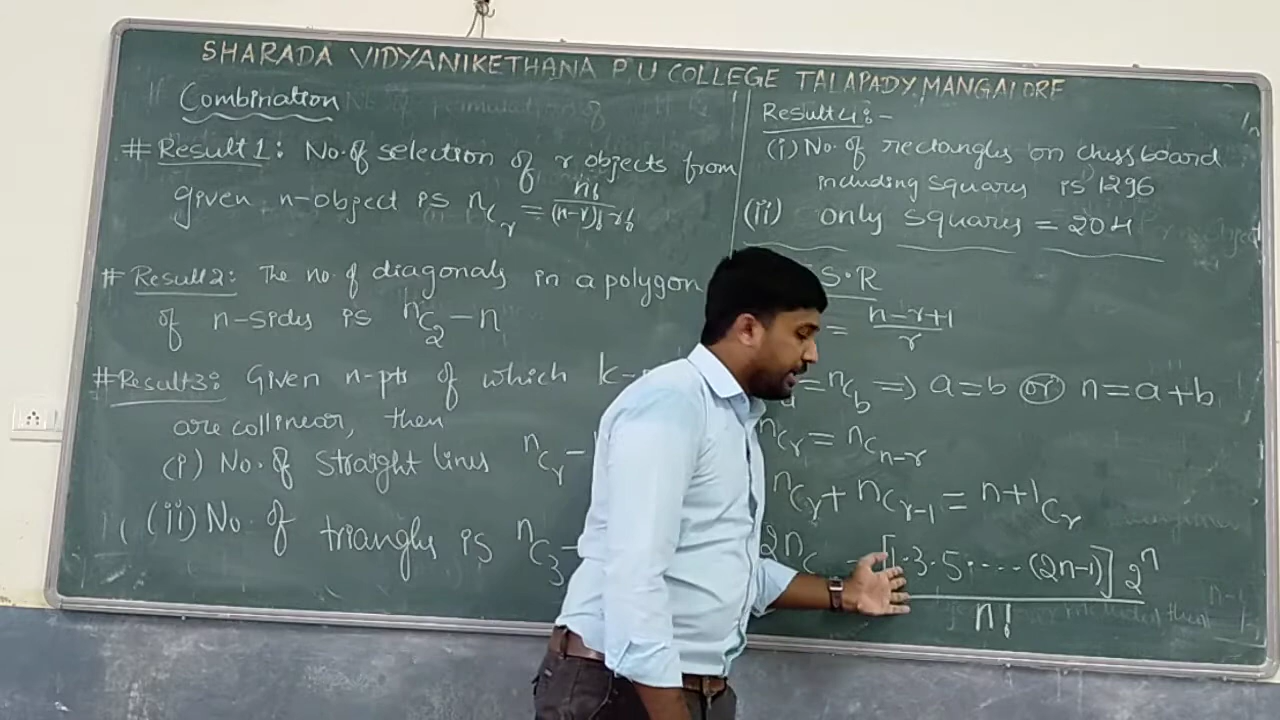 SHARADA VIDYANIKETHANA P U COLLEGE TALAPADY, MANGALORE
Combination
# Result 1: No. of selection of r objects from
given n-object is nCr = n!/(n-r)! r!
# Result 2: The no. of diagonals in a polygon
of n-sides is nC2 - n
# Result 3: Given n-pts of which k-
are collinear, then
(i) No. of straight lines nCr -
(ii) No. of triangles is nC3 -
Result 4: -
(i) No. of rectangles on chess board
including squares is 1296
(ii) only squares = 204
S.R
= n-r+1/r
= nCb => a = b or n = a + b
nCr = nCn-r
nCr + nCr-1 = n+1Cr
2nC = [1.3.5..... (2n-1)] 2^n/n!